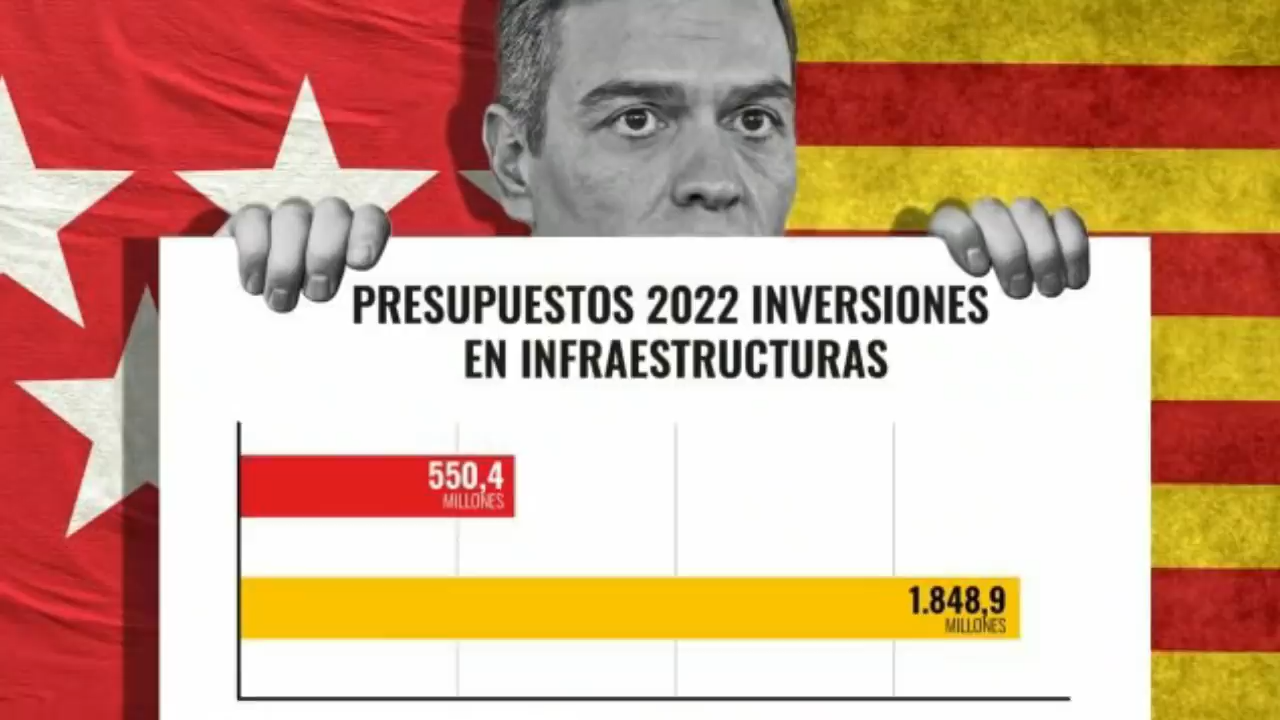 PRESUPUESTOS 2022 INVERSIONES
EN INFRAESTRUCTURAS
550,4
MILLONES
1.848,9
MILLONES